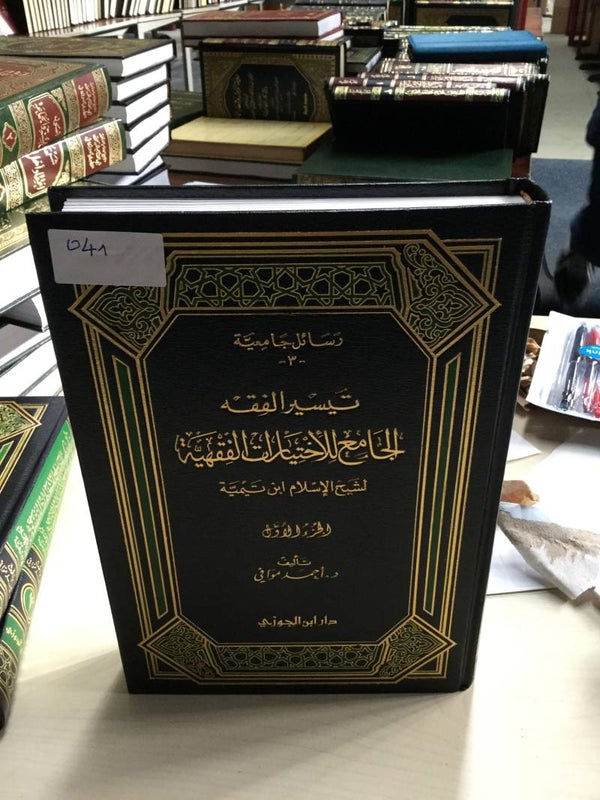 041
رسائل جامعية
-٣-
تيسير الفقه
الجامع للاختيارات الفقهية
لشيخ الإسلام ابن تيمية
الجزء الأول
تأليف
د. أحمد موافي
دار ابن الجوزي